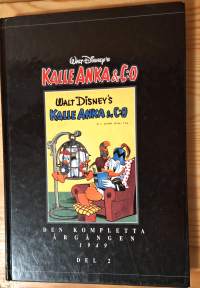 Walt Disney's
KALLE ANKA & C:O
WALT DISNEY'S
KALLE ANKA & C:O
DEN KOMPLETTA
ÅRGÅNGEN
1949
DEL 2